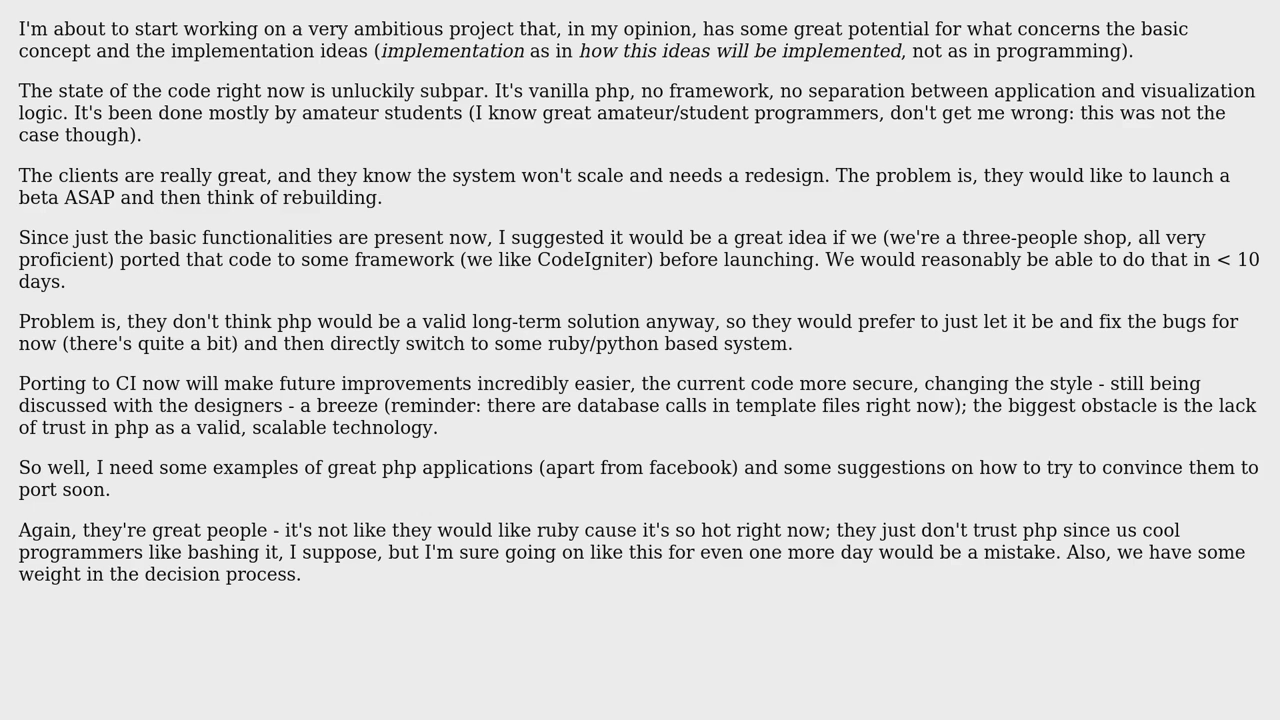 I'm about to start working on a very ambitious project that, in my opinion, has some great potential for what concerns the basic
concept and the implementation ideas (implementation as in how this ideas will be implemented, not as in programming).
The state of the code right now is unluckily subpar. It's vanilla php, no framework, no separation between application and visualization
logic. It's been done mostly by amateur students (I know great amateur/student programmers, don't get me wrong: this was not the
case though).
The clients are really great, and they know the system won't scale and needs a redesign. The problem is, they would like to launch a
beta ASAP and then think of rebuilding.
Since just the basic functionalities are present now, I suggested it would be a great idea if we (we're a three-people shop, all very
proficient) ported that code to some framework (we like CodeIgniter) before launching. We would reasonably be able to do that in < 10
days.
Problem is, they don't think php would be a valid long-term solution anyway, so they would prefer to just let it be and fix the bugs for
now (there's quite a bit) and then directly switch to some ruby/python based system.
Porting to CI now will make future improvements incredibly easier, the current code more secure, changing the style - still being
discussed with the designers - a breeze (reminder: there are database calls in template files right now); the biggest obstacle is the lack
of trust in php as a valid, scalable technology.
So well, I need some examples of great php applications (apart from facebook) and some suggestions on how to try to convince them to
port soon.
Again, they're great people - it's not like they would like ruby cause it's so hot right now; they just don't trust php since us cool
programmers like bashing it, I suppose, but I'm sure going on like this for even one more day would be a mistake. Also, we have some
weight in the decision process.